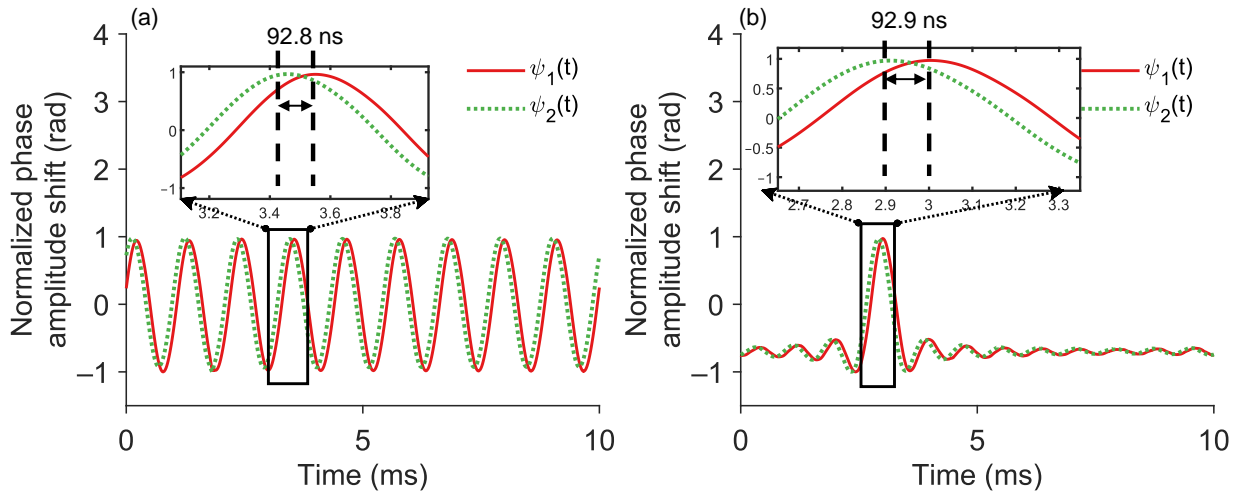 (a)
92.8 ns
ψ1(t)
ψ2(t)
1
0
−1
3.2
3.4
3.6
3.8
4
3
2
1
0
−1
Normalized phase
amplitude shift (rad)
0
5
10
Time (ms)
(b)
92.9 ns
ψ1(t)
ψ2(t)
1
0.5
0
−0.5
−1
2.7
2.8
2.9
3
3.1
3.2
3.3
4
3
2
1
0
−1
Normalized phase
amplitude shift (rad)
0
5
10
Time (ms)